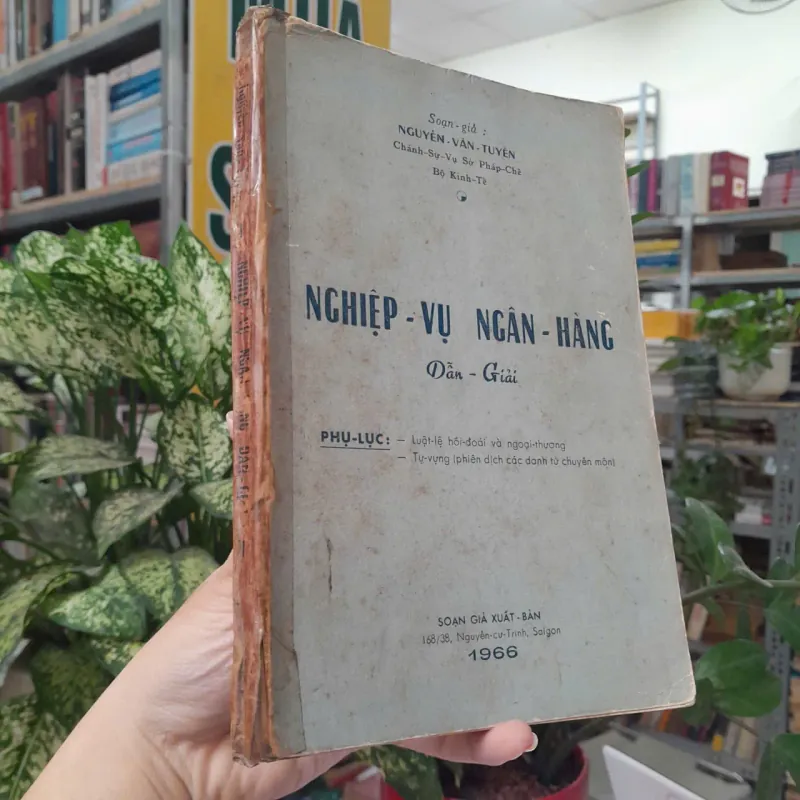 Soạn-giả :
NGUYỄN-VĂN-TUYÊN
Chánh-Sự-Vụ Sở Pháp-Chế
Bộ Kinh-Tế
NGHIỆP-VỤ NGÂN-HÀNG
Dẫn-Giải
PHỤ-LỤC: — Luật-lệ hối-đoái và ngoại-thương
— Tự-vựng (phiên dịch các danh từ chuyên môn)
SOẠN GIẢ XUẤT-BẢN
168/38, Nguyễn-cư-Trinh, Saigon
1966